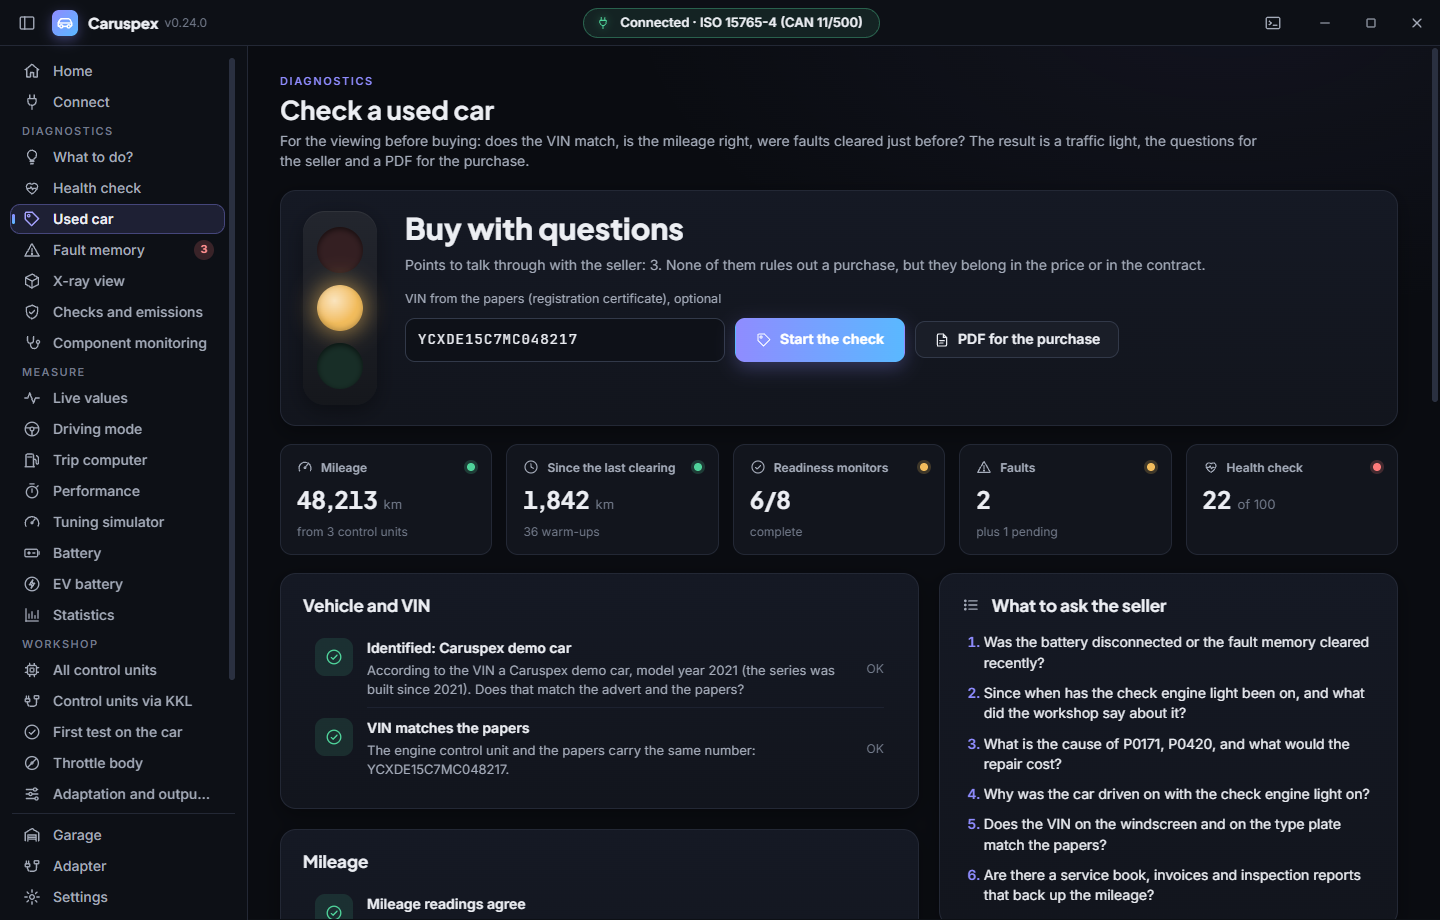 Caruspex v0.24.0
Connected · ISO 15765-4 (CAN 11/500)
Home
Connect
DIAGNOSTICS
What to do?
Health check
Used car
Fault memory 3
X-ray view
Checks and emissions
Component monitoring
MEASURE
Live values
Driving mode
Trip computer
Performance
Tuning simulator
Battery
EV battery
Statistics
WORKSHOP
All control units
Control units via KKL
First test on the car
Throttle body
Adaptation and outpu...
Garage
Adapter
Settings
DIAGNOSTICS
Check a used car
For the viewing before buying: does the VIN match, is the mileage right, were faults cleared just before? The result is a traffic light, the questions for
the seller and a PDF for the purchase.
Buy with questions
Points to talk through with the seller: 3. None of them rules out a purchase, but they belong in the price or in the contract.
VIN from the papers (registration certificate), optional
YCXDE15C7MC048217
Start the check
PDF for the purchase
Mileage
48,213 km
from 3 control units
Since the last clearing
1,842 km
36 warm-ups
Readiness monitors
6/8
complete
Faults
2
plus 1 pending
Health check
22 of 100
Vehicle and VIN
Identified: Caruspex demo car
According to the VIN a Caruspex demo car, model year 2021 (the series was
built since 2021). Does that match the advert and the papers?
OK
VIN matches the papers
The engine control unit and the papers carry the same number:
YCXDE15C7MC048217.
OK
Mileage
Mileage readings agree
What to ask the seller
1. Was the battery disconnected or the fault memory cleared
recently?
2. Since when has the check engine light been on, and what
did the workshop say about it?
3. What is the cause of P0171, P0420, and what would the
repair cost?
4. Why was the car driven on with the check engine light on?
5. Does the VIN on the windscreen and on the type plate
match the papers?
6. Are there a service book, invoices and inspection reports
that back up the mileage?